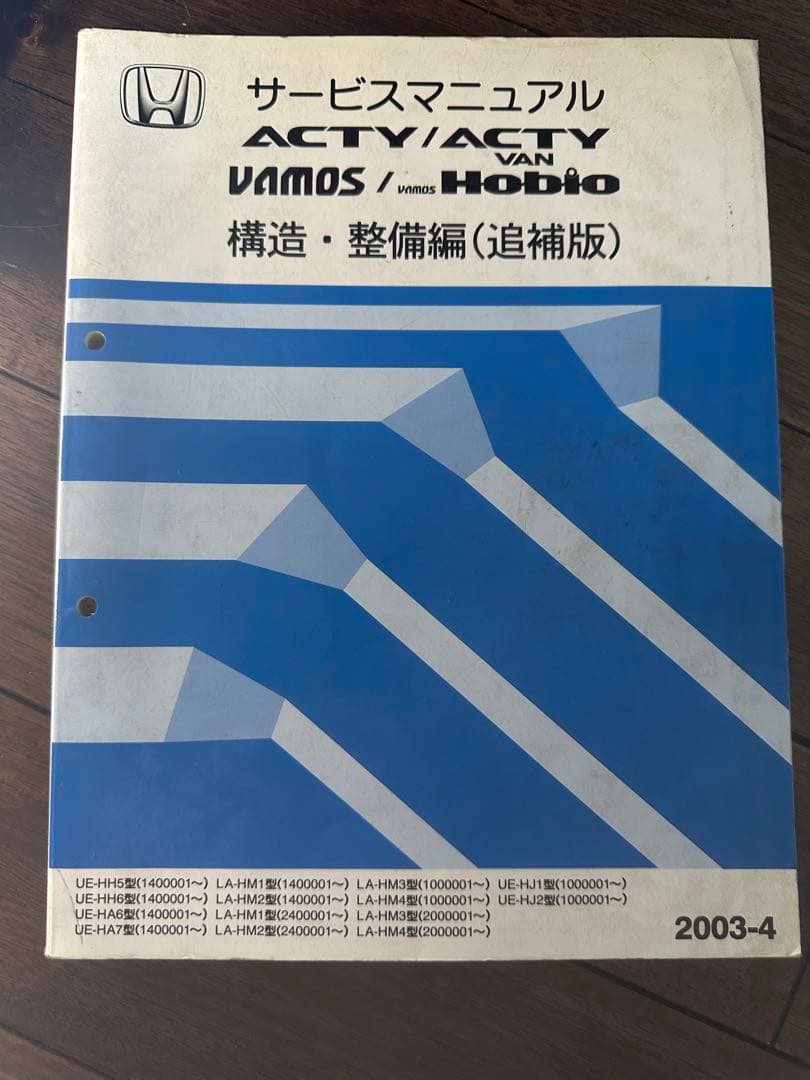 サービスマニュアル
ACTY/ACTY
VAN
VAMOS / VAMOS Hobio
構造・整備編(追補版)
UE-HH5型(1400001〜) LA-HM1型(1400001〜) LA-HM3型(1000001〜) UE-HJ1型(1000001〜)
UE-HH6型(1400001〜) LA-HM2型(1400001〜) LA-HM4型(1000001〜) UE-HJ2型(1000001〜)
UE-HA6型(1400001〜) LA-HM1型(2400001〜) LA-HM3型(2000001〜)
UE-HA7型(1400001〜) LA-HM2型(2400001〜) LA-HM4型(2000001〜)
2003-4